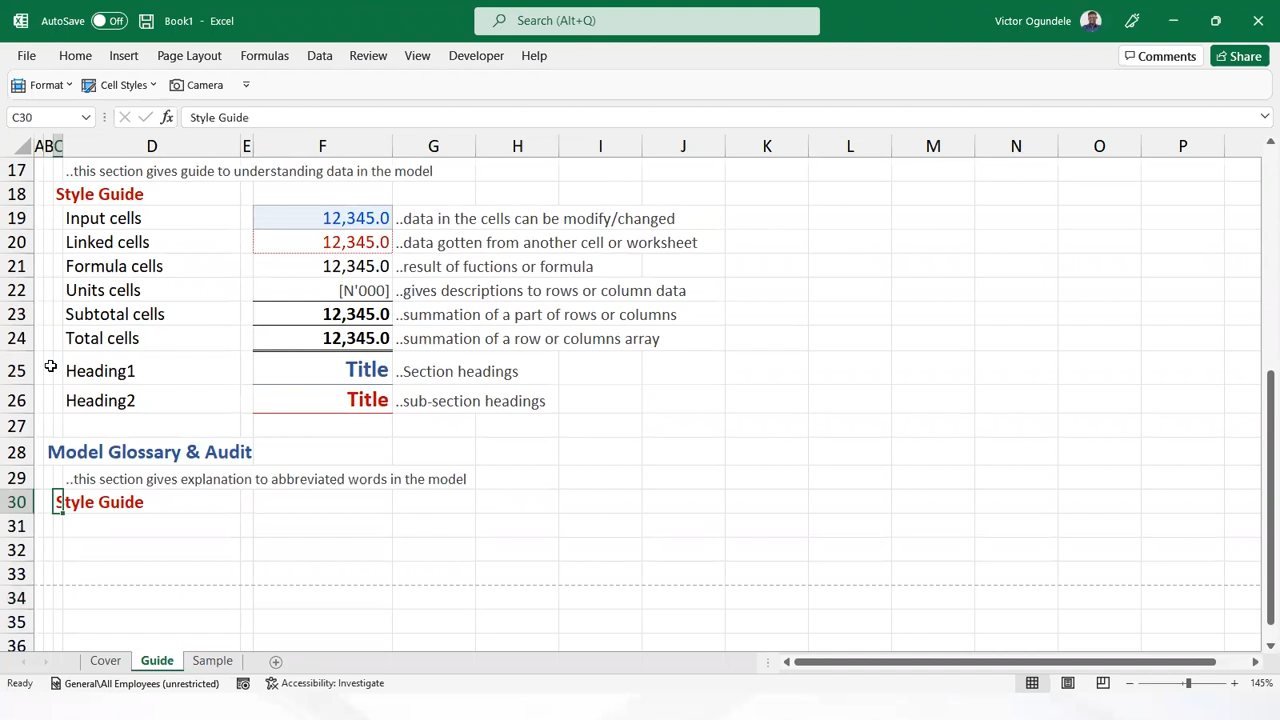 AutoSave Off Book1 - Excel Search (Alt+Q) Victor Ogundele
File Home Insert Page Layout Formulas Data Review View Developer Help Comments Share
Format Cell Styles Camera
C30 fx Style Guide
A B C D E F G H I J K L M N O P
17 ..this section gives guide to understanding data in the model
18 Style Guide
19 Input cells 12,345.0 ..data in the cells can be modify/changed
20 Linked cells 12,345.0 ..data gotten from another cell or worksheet
21 Formula cells 12,345.0 ..result of fuctions or formula
22 Units cells [N'000] ..gives descriptions to rows or column data
23 Subtotal cells 12,345.0 ..summation of a part of rows or columns
24 Total cells 12,345.0 ..summation of a row or columns array
25 Heading1 Title ..Section headings
26 Heading2 Title ..sub-section headings
27
28 Model Glossary & Audit
29 ..this section gives explanation to abbreviated words in the model
30 Style Guide
31
32
33
34
35
36
Cover Guide Sample
Ready General\All Employees (unrestricted) Accessibility: Investigate 145%